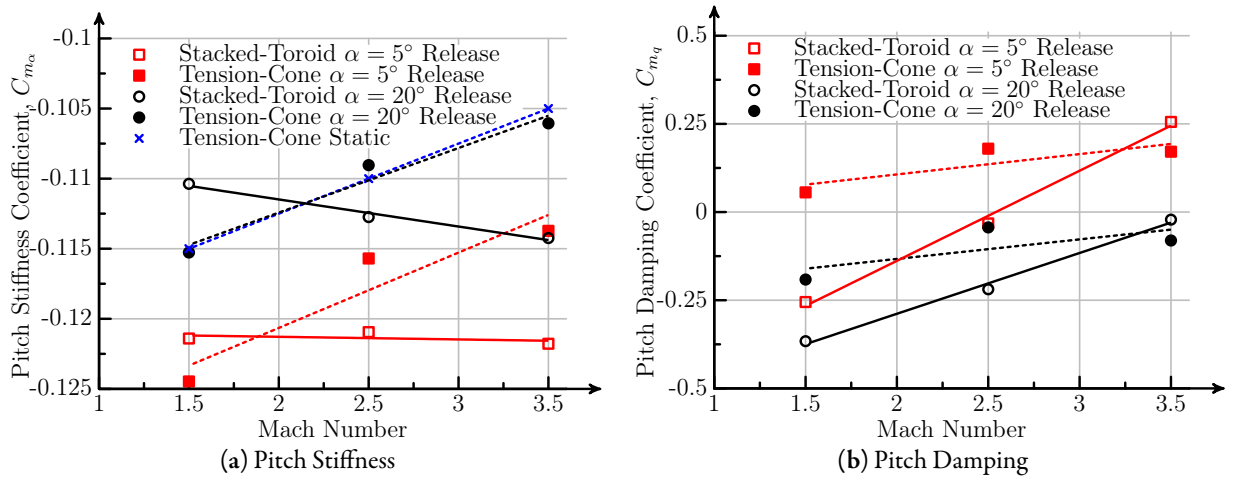 Pitch Stiffness Coefficient, C_{m_α}
-0.1
-0.105
-0.11
-0.115
-0.12
-0.125
Stacked-Toroid α = 5° Release
Tension-Cone α = 5° Release
Stacked-Toroid α = 20° Release
Tension-Cone α = 20° Release
Tension-Cone Static
1 1.5 2 2.5 3 3.5
Mach Number
(a) Pitch Stiffness
Pitch Damping Coefficient, C_{m_q}
0.5
0.25
0
-0.25
-0.5
Stacked-Toroid α = 5° Release
Tension-Cone α = 5° Release
Stacked-Toroid α = 20° Release
Tension-Cone α = 20° Release
1 1.5 2 2.5 3 3.5
Mach Number
(b) Pitch Damping